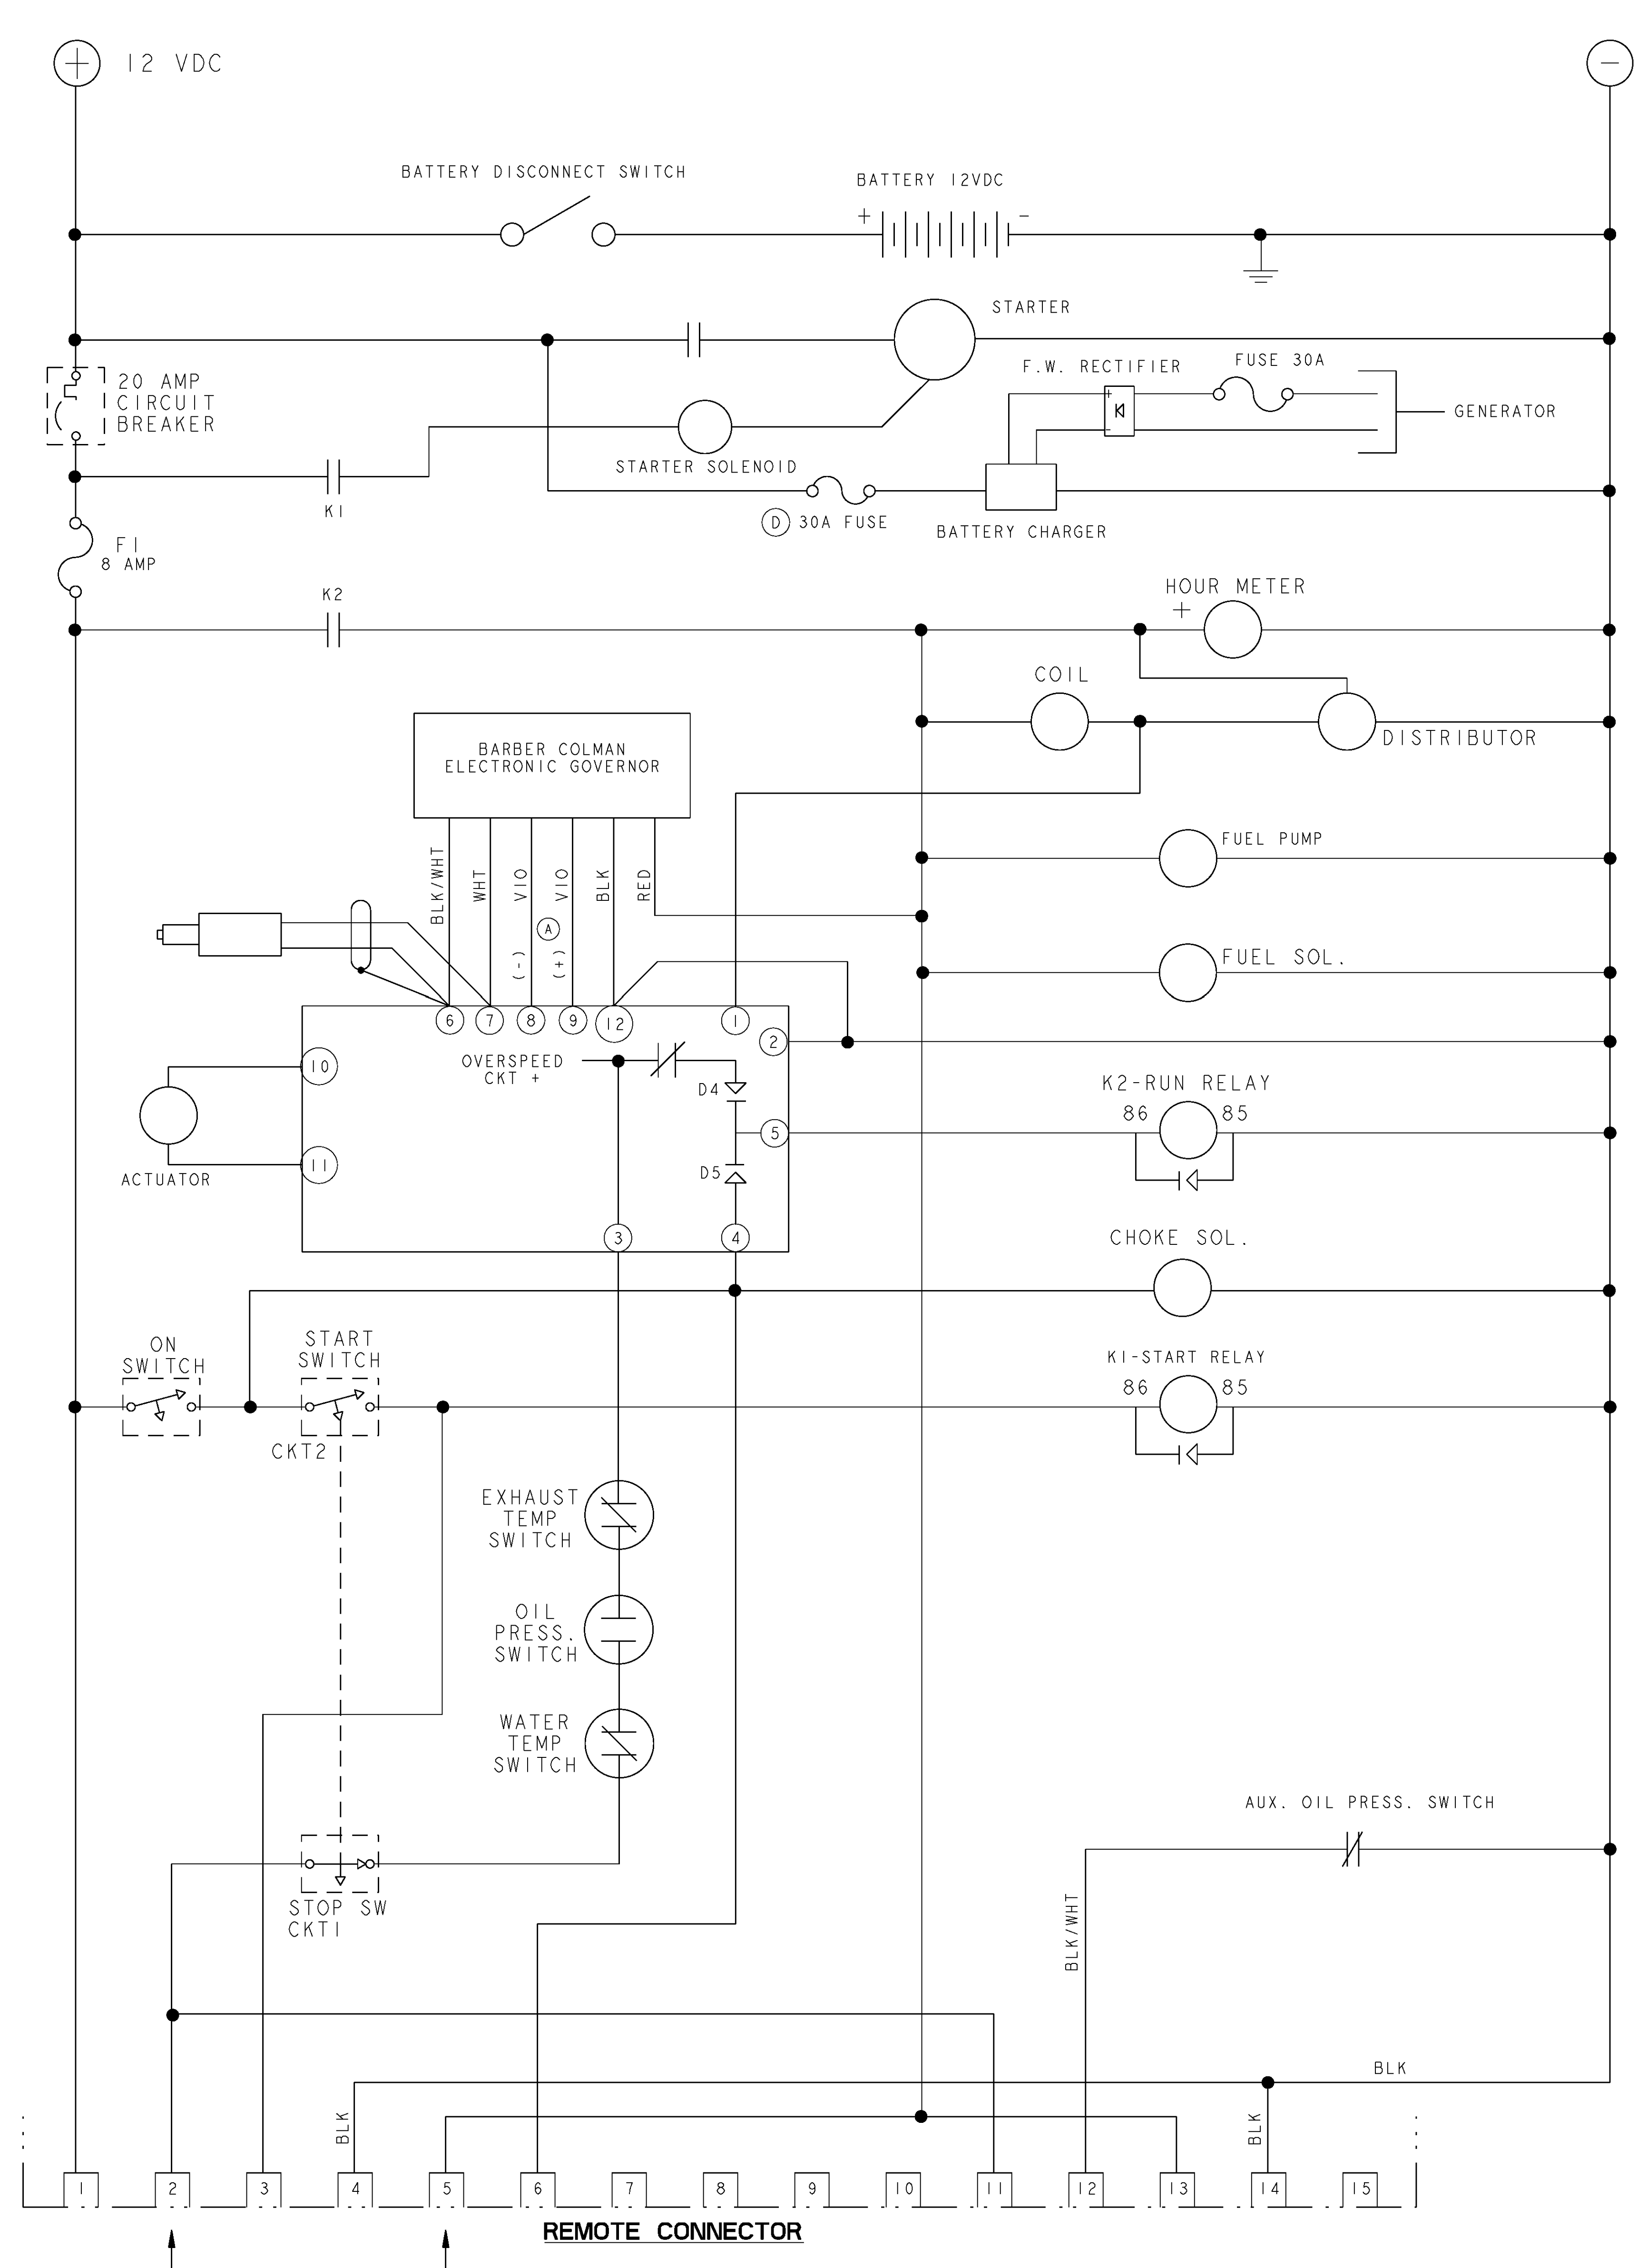 + 12 VDC
−
BATTERY DISCONNECT SWITCH
BATTERY 12VDC
+ −
STARTER
F.W. RECTIFIER
FUSE 30A
+
−
GENERATOR
20 AMP
CIRCUIT
BREAKER
STARTER SOLENOID
K1
D 30A FUSE
BATTERY CHARGER
F1
8 AMP
K2
HOUR METER
+
COIL
DISTRIBUTOR
BARBER COLMAN
ELECTRONIC GOVERNOR
BLK/WHT
WHT
VIO
VIO
BLK
RED
A
(-)
(+)
FUEL PUMP
FUEL SOL.
6 7 8 9 12 1
2
OVERSPEED
CKT +
10
D4
K2-RUN RELAY
86 85
5
11
D5
ACTUATOR
3 4
CHOKE SOL.
ON
SWITCH
START
SWITCH
CKT2
K1-START RELAY
86 85
EXHAUST
TEMP
SWITCH
OIL
PRESS.
SWITCH
WATER
TEMP
SWITCH
AUX. OIL PRESS. SWITCH
STOP SW
CKT1
BLK/WHT
BLK
BLK
BLK
1 2 3 4 5 6 7 8 9 10 11 12 13 14 15
REMOTE CONNECTOR